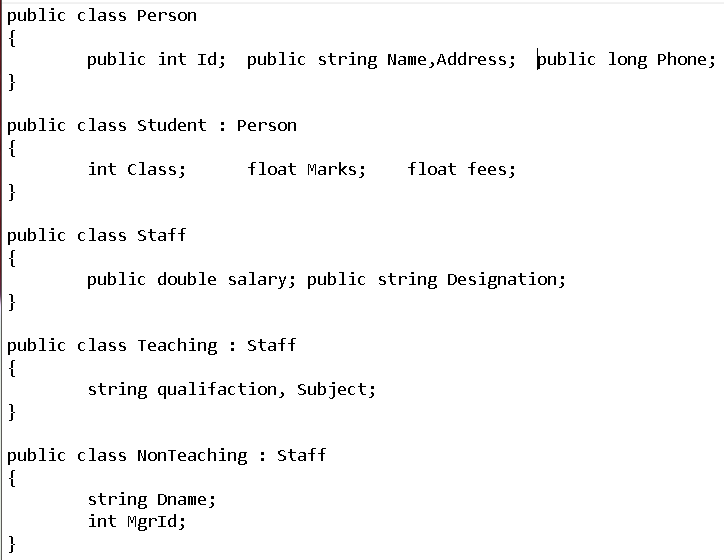 public class Person
{
public int Id; public string Name,Address; public long Phone;
}
public class Student : Person
{
int Class; float Marks; float fees;
}
public class Staff
{
public double salary; public string Designation;
}
public class Teaching : Staff
{
string qualifaction, Subject;
}
public class NonTeaching : Staff
{
string Dname;
int MgrId;
}